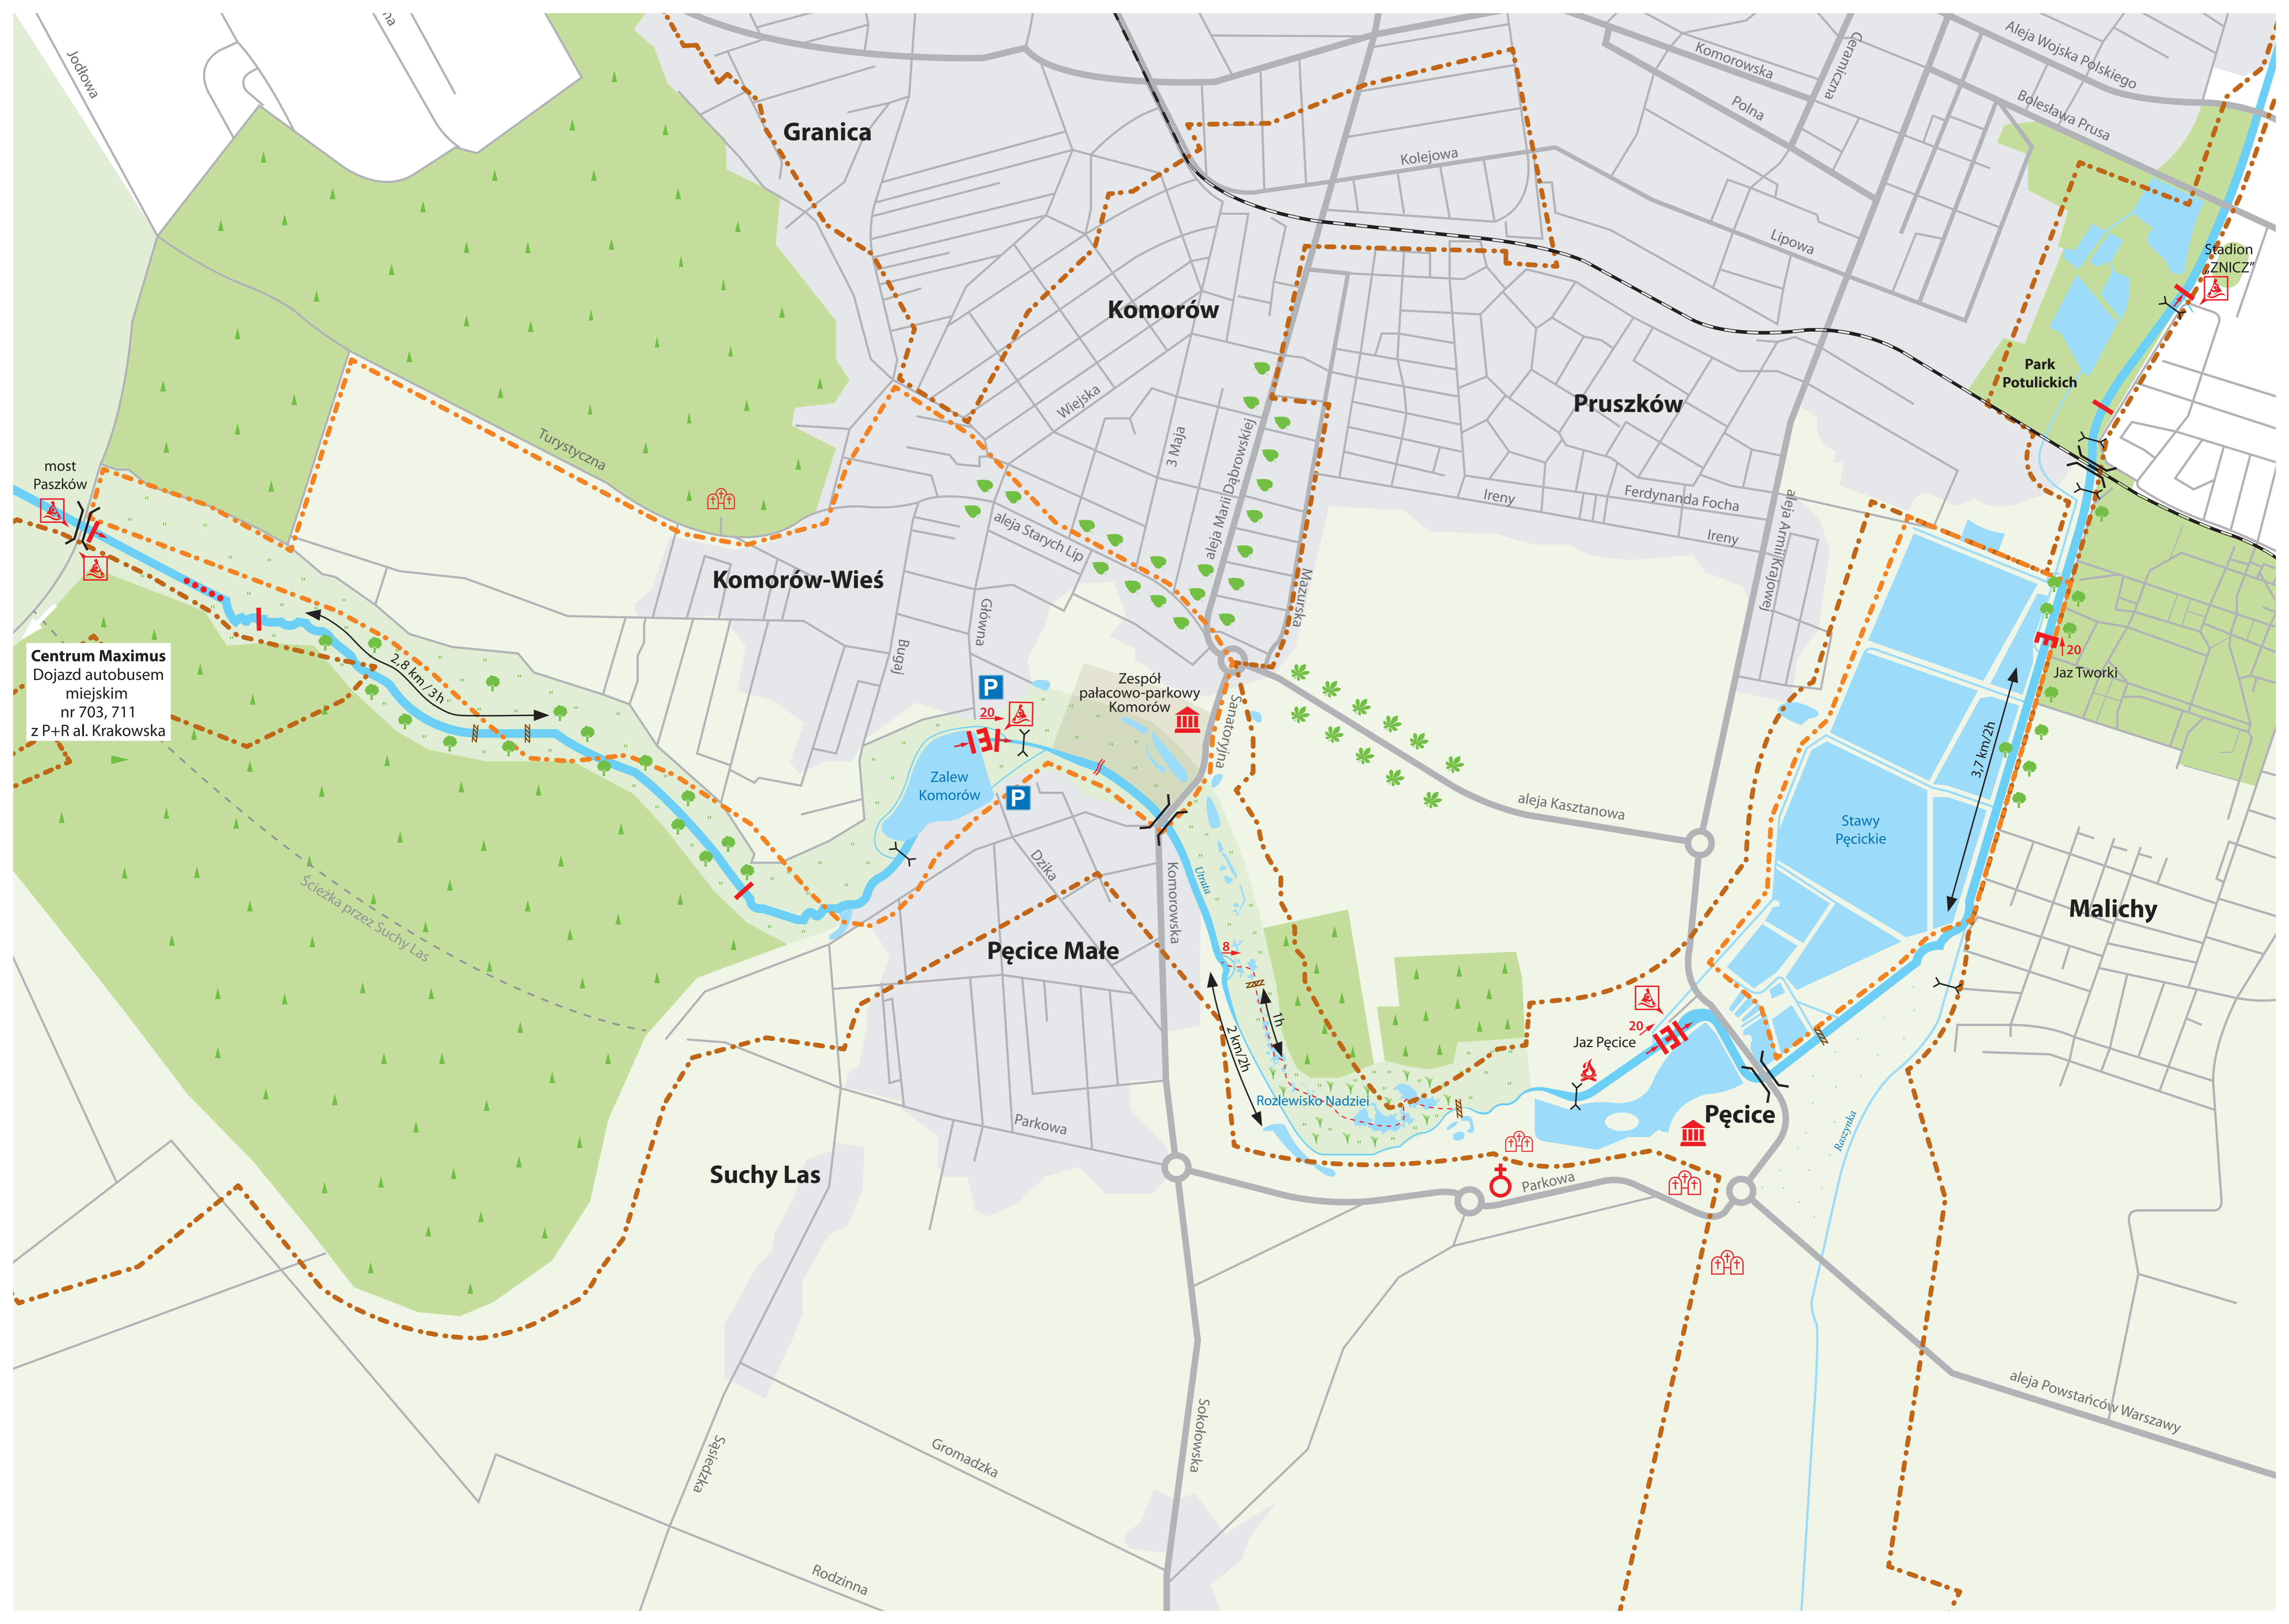 Jodłowa
na
Granica
Komorów
Komorowska
Polna
Ceramiczna
Aleja Wojska Polskiego
Bolesława Prusa
Kolejowa
Lipowa
Stadion
„ZNICZ”
Park
Potulickich
Pruszków
Wiejska
3 Maja
aleja Marii Dąbrowskiej
Turystyczna
most
Paszków
Ireny
Ferdynanda Focha
Ireny
aleja Armii Krajowej
aleja Starych Lip
Mazurska
Komorów-Wieś
Główna
Bugaj
2,8 km/3h
Centrum Maximus
Dojazd autobusem
miejskim
nr 703, 711
z P+R al. Krakowska
P
20
Zespół
pałacowo-parkowy
Komorów
Sanatoryjna
20
Jaz Tworki
3,7 km/2h
Zalew
Komorów
P
aleja Kasztanowa
Stawy
Pęcickie
Ścieżka przez Suchy Las
Dzika
Komorowska
Utrata
Malichy
Pęcice Małe
8
1h
2 km/2h
20
Jaz Pęcice
Rozlewisko Nadziei
Pęcice
Raszynka
Parkowa
Suchy Las
Parkowa
aleja Powstańców Warszawy
Sąsiedzka
Gromadzka
Sokołowska
Rodzinna